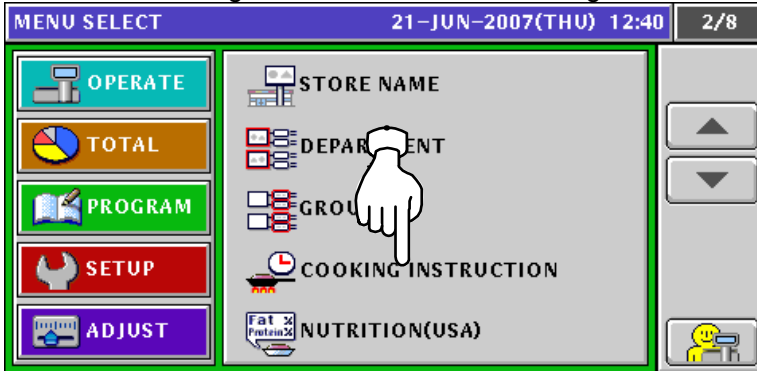 MENU SELECT 21-JUN-2007(THU) 12:40 2/8
OPERATE
TOTAL
PROGRAM
SETUP
ADJUST
STORE NAME
COOKING INSTRUCTION
Fat %
Protein%
NUTRITION(USA)